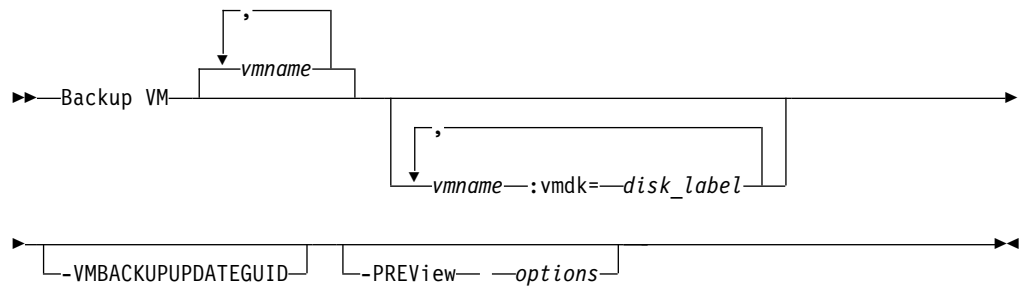 ,
vmname
Backup VM
,
vmname :vmdk= disk_label
-VMBACKUPUPDATEGUID -PREView options